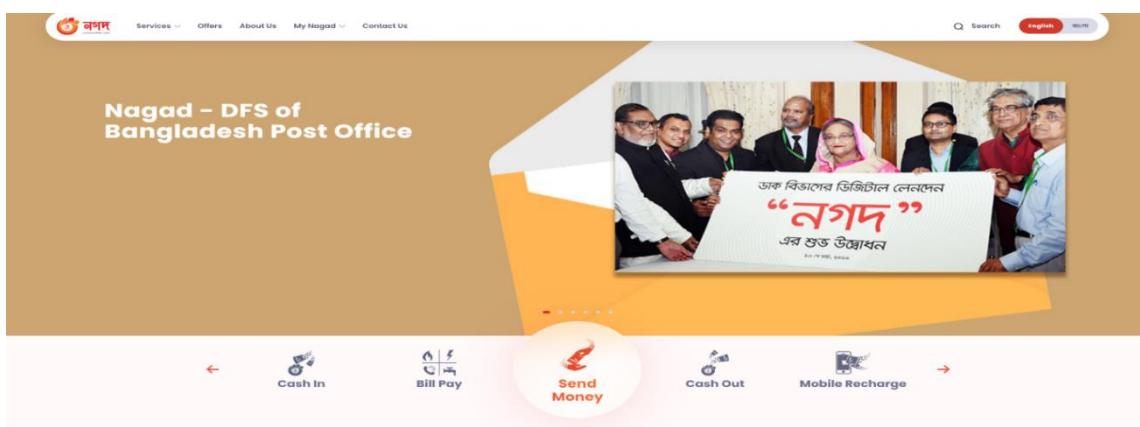 নগদ
Services
Offers
About Us
My Nagad
Contact Us
Search
English
বাংলা
Nagad - DFS of
Bangladesh Post Office
ডাক বিভাগের ডিজিটাল লেনদেন
“নগদ”
এর শুভ উদ্বোধন
Cash In
Bill Pay
Send
Money
Cash Out
Mobile Recharge